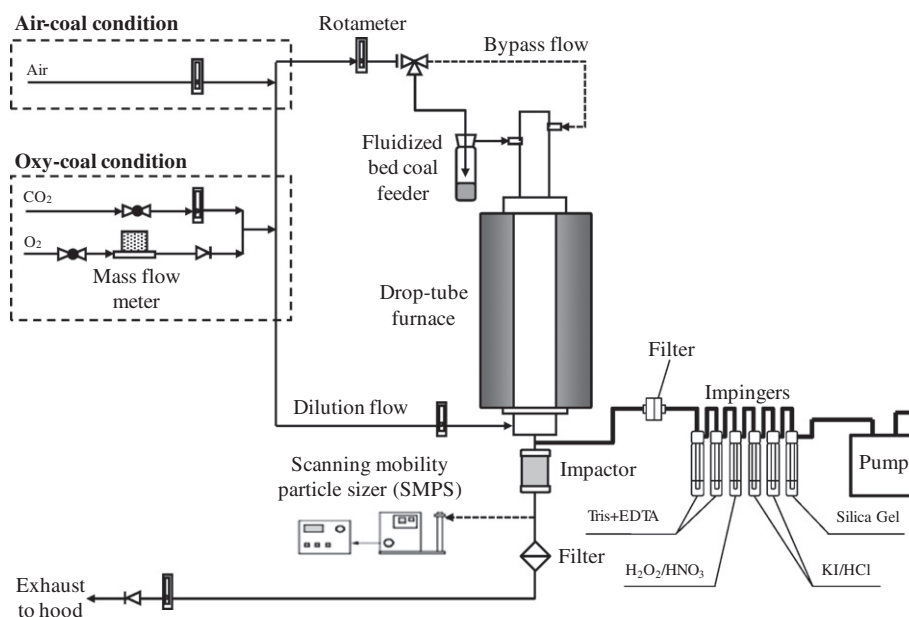 Air-coal condition
Air
Rotameter
Bypass flow
Fluidized
bed coal
feeder
Oxy-coal condition
CO₂
O₂
Mass flow
meter
Drop-tube
furnace
Filter
Impingers
Dilution flow
Impactor
Pump
Scanning mobility
particle sizer (SMPS)
Tris+EDTA
Silica Gel
H₂O₂/HNO₃
KI/HCl
Filter
Exhaust
to hood